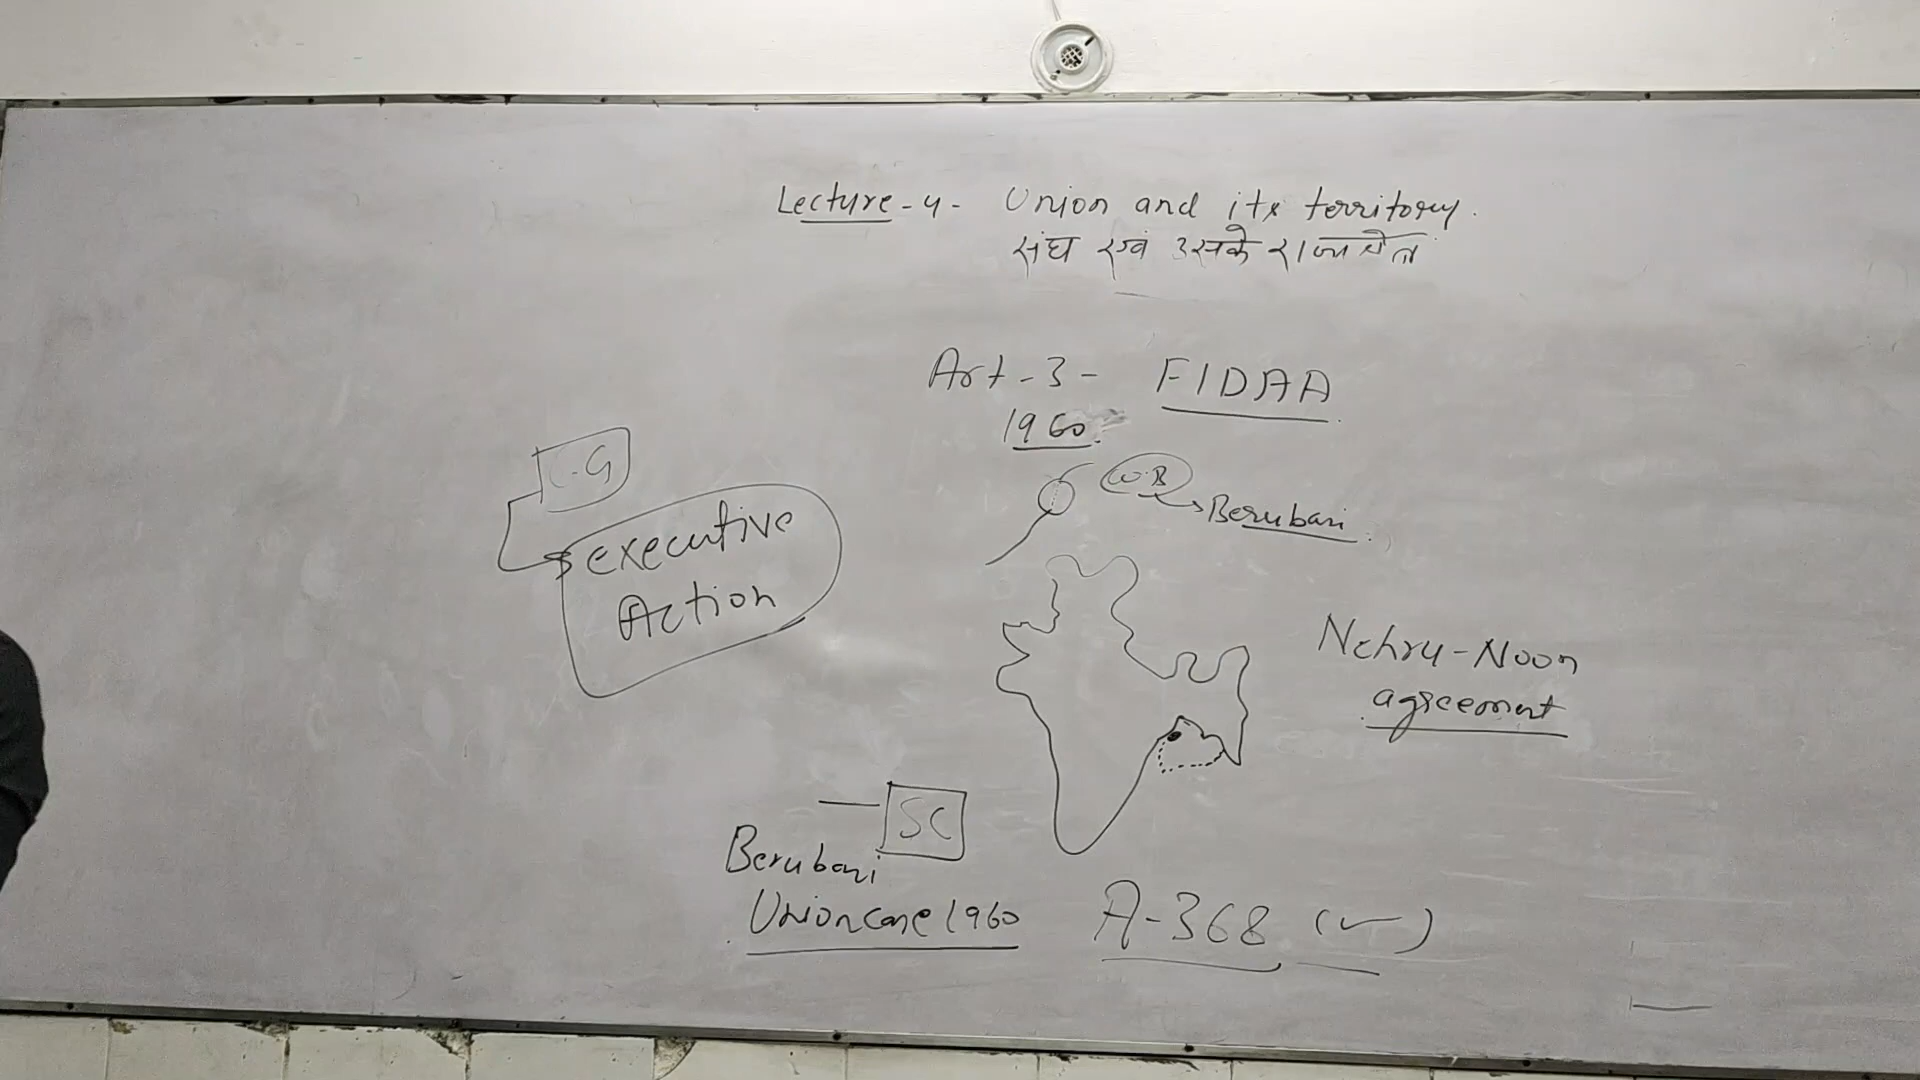 Lecture-4- Union and its territory.
संघ एवं उसके राज्यक्षेत्र
Art-3- FIDAA
1960.
C.G
W.B
Berubari.
executive
Action
Nehru-Noon
agreement
SC
Berubari
Union case 1960
A-368 (✓)